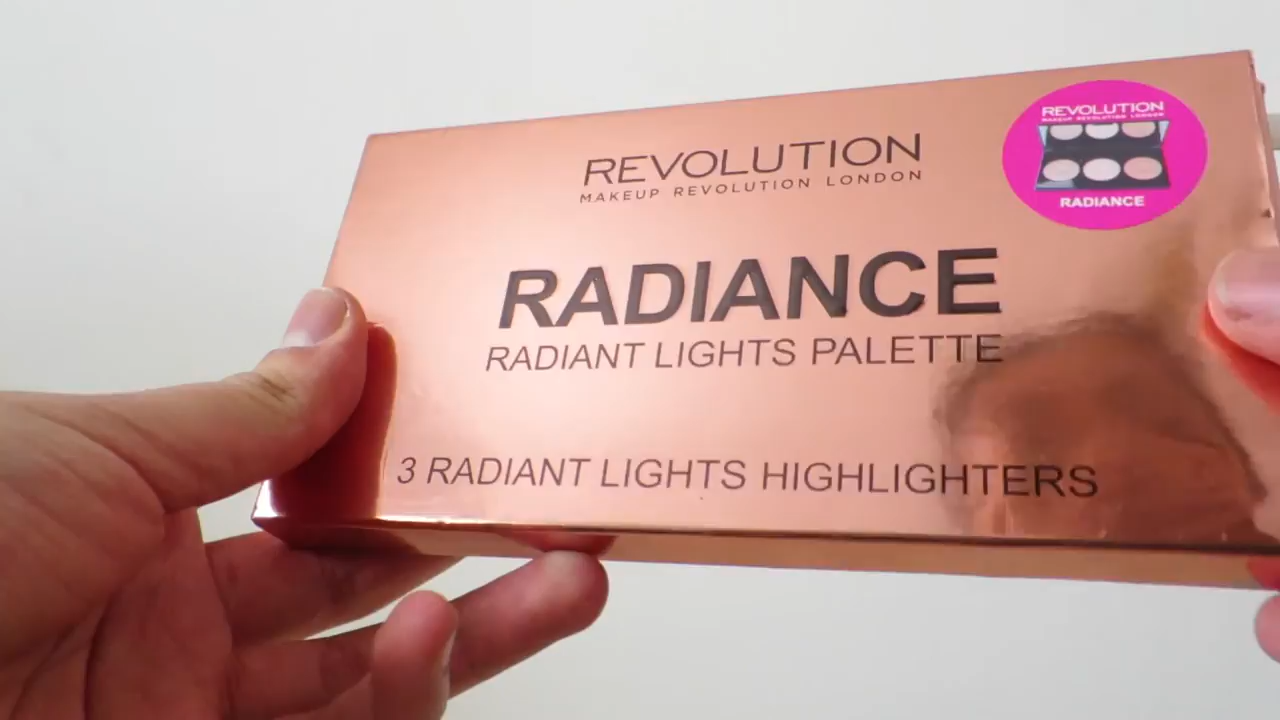 REVOLUTION
MAKEUP REVOLUTION LONDON
RADIANCE
RADIANT LIGHTS PALETTE
3 RADIANT LIGHTS HIGHLIGHTERS
REVOLUTION
MAKEUP REVOLUTION LONDON
RADIANCE